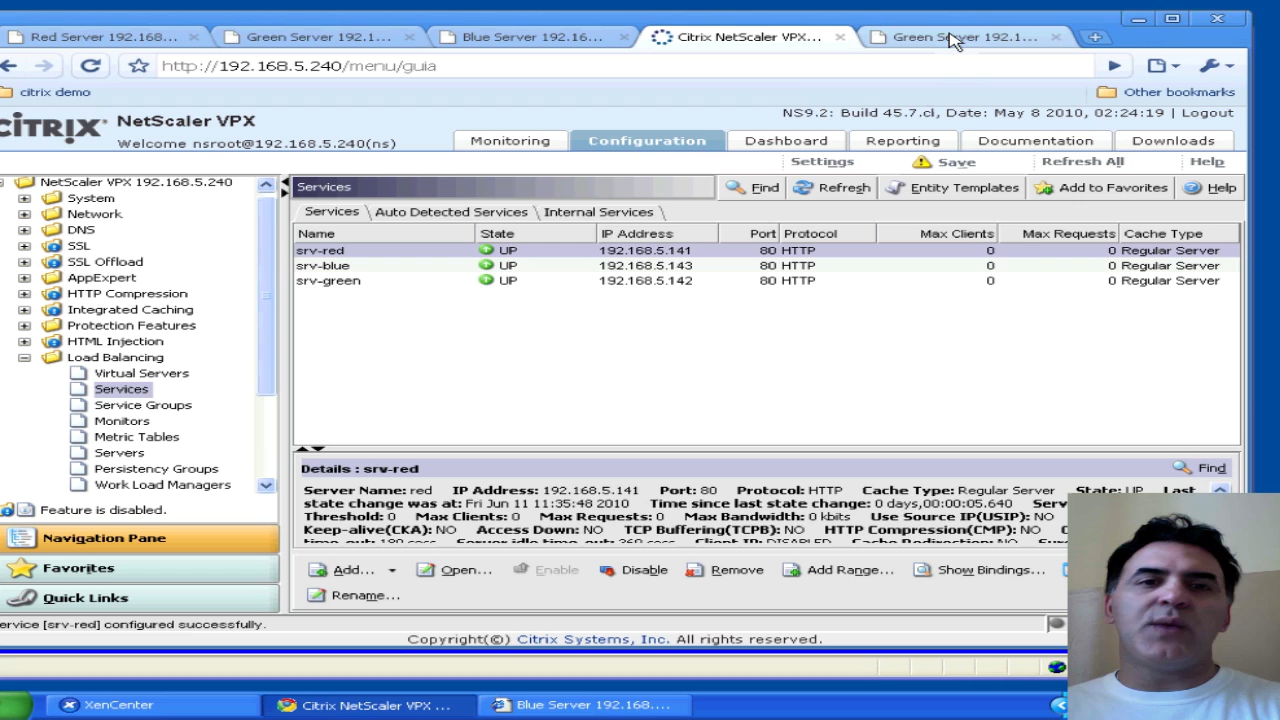 Red Server 192.168... Green Server 192.1... Blue Server 192.16... Citrix NetScaler VPX... Green Server 192.1...
http://192.168.5.240/menu/guia
citrix demo Other bookmarks
CİTRIX NetScaler VPX
NS9.2: Build 45.7.cl, Date: May 8 2010, 02:24:19 | Logout
Welcome nsroot@192.168.5.240(ns)
Monitoring Configuration Dashboard Reporting Documentation Downloads
Settings Save Refresh All Help
NetScaler VPX 192.168.5.240
System
Network
DNS
SSL
SSL Offload
AppExpert
HTTP Compression
Integrated Caching
Protection Features
HTML Injection
Load Balancing
Virtual Servers
Services
Service Groups
Monitors
Metric Tables
Servers
Persistency Groups
Work Load Managers
Feature is disabled.
Navigation Pane
Favorites
Quick Links
Services Find Refresh Entity Templates Add to Favorites Help
Services Auto Detected Services Internal Services
Name State IP Address Port Protocol Max Clients Max Requests Cache Type
srv-red UP 192.168.5.141 80 HTTP 0 0 Regular Server
srv-blue UP 192.168.5.143 80 HTTP 0 0 Regular Server
srv-green UP 192.168.5.142 80 HTTP 0 0 Regular Server
Details : srv-red Find
Server Name: red IP Address: 192.168.5.141 Port: 80 Protocol: HTTP Cache Type: Regular Server State: UP Last
state change was at: Fri Jun 11 11:35:48 2010 Time since last state change: 0 days,00:00:05.640 Serv
Threshold: 0 Max Clients: 0 Max Requests: 0 Max Bandwidth: 0 kbits Use Source IP(USIP): NO
Keep-alive(CKA): NO Access Down: NO TCP Buffering(TCPB): NO HTTP Compression(CMP): NO
Add... Open... Enable Disable Remove Add Range... Show Bindings...
Rename...
ervice [srv-red] configured successfully.
Copyright(©) Citrix Systems, Inc. All rights reserved.
XenCenter Citrix NetScaler VPX ... Blue Server 192.168....